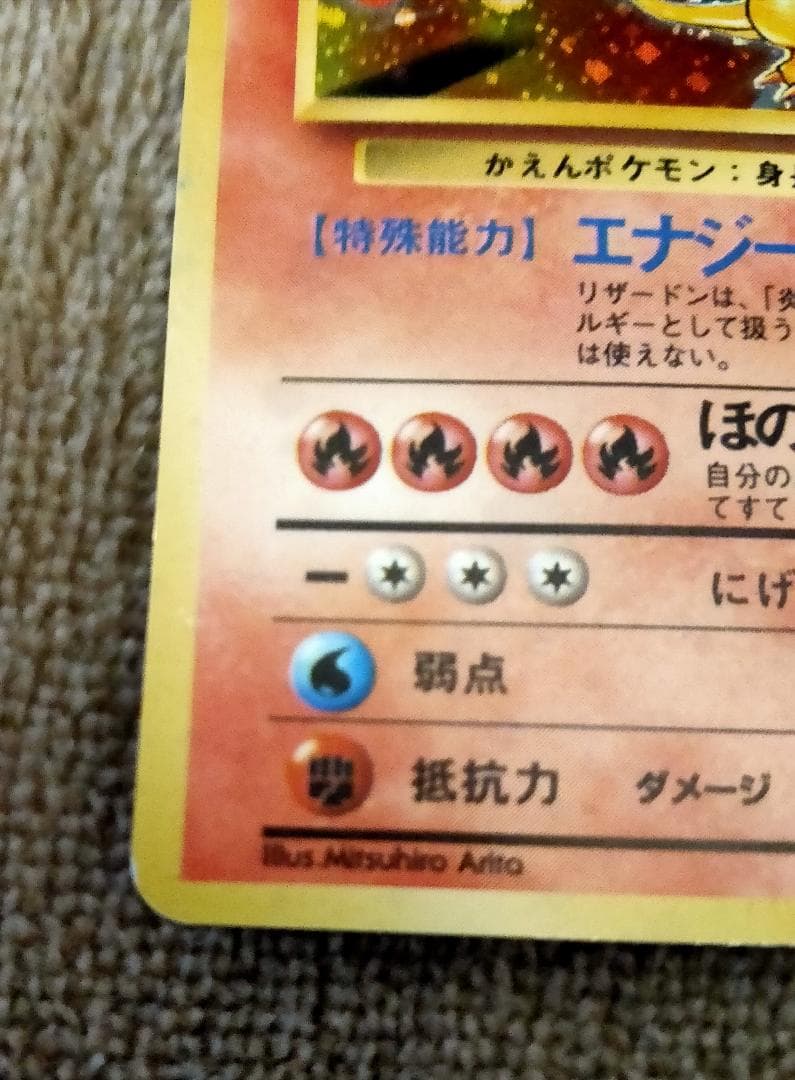 かえんポケモン：身長
【特殊能力】 エナジー
リザードンは、「炎
ルギーとして扱う
は使えない。
ほの
自分の
てすて
にげ
弱点
抵抗力 ダメージ
Illus. Mitsuhiro Arita